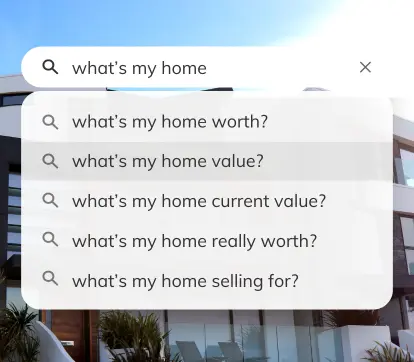 what's my home
what's my home worth?
what's my home value?
what's my home current value?
what's my home really worth?
what's my home selling for?